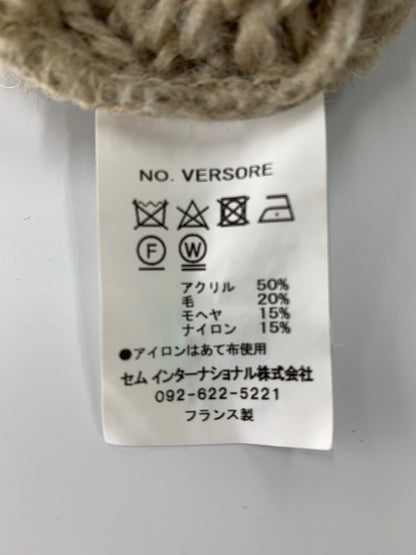 NO. VERSORE
F W
アクリル 50%
毛 20%
モヘヤ 15%
ナイロン 15%
●アイロンはあて布使用
セム インターナショナル株式会社
092-622-5221
フランス製